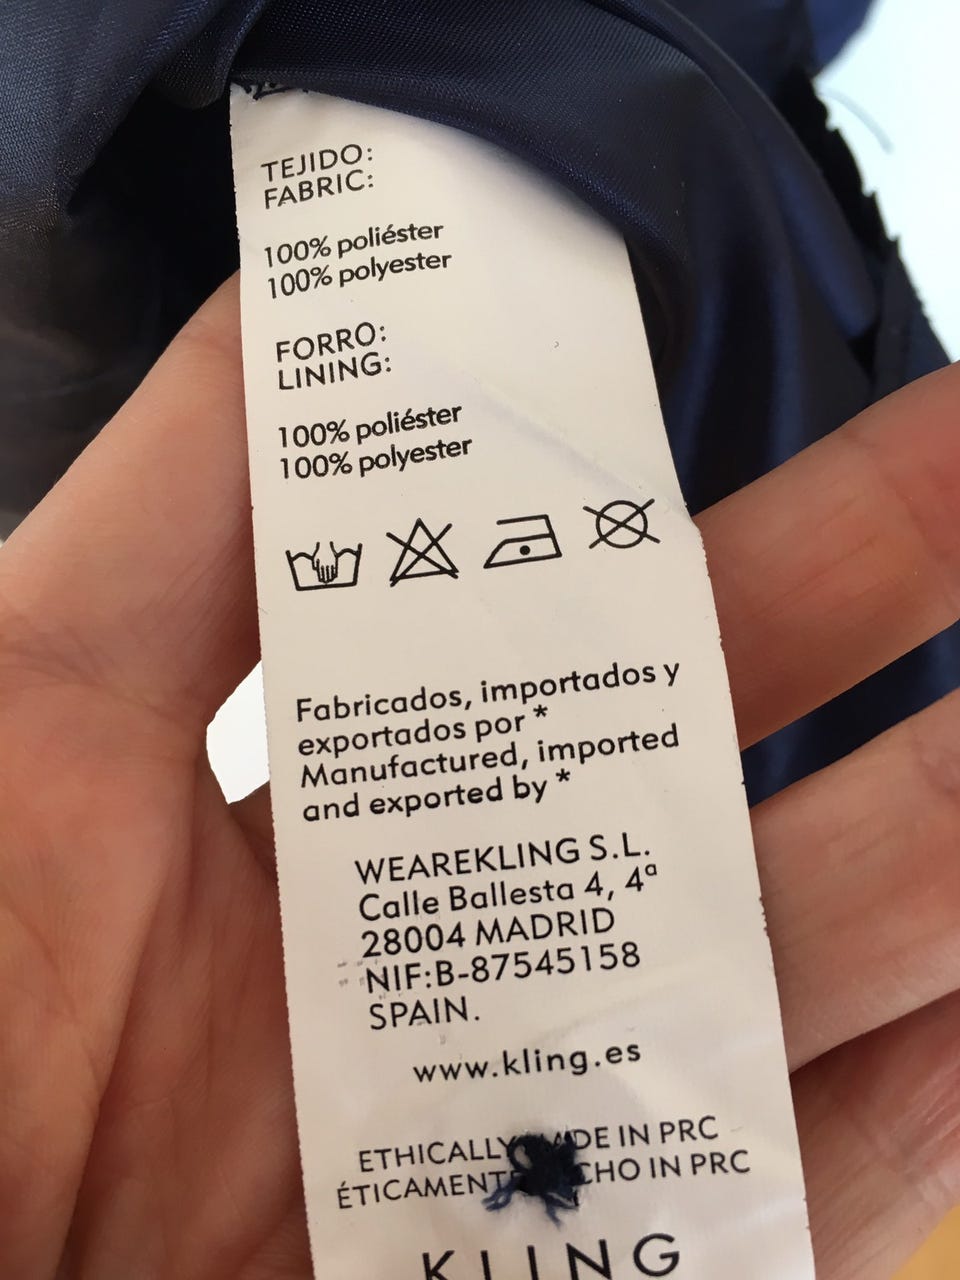 TEJIDO:
FABRIC:
100% poliéster
100% polyester
FORRO:
LINING:
100% poliéster
100% polyester
Fabricados, importados y
exportados por *
Manufactured, imported
and exported by *
WEAREKLING S.L.
Calle Ballesta 4, 4ª
28004 MADRID
NIF:B-87545158
SPAIN.
www.kling.es
ETHICALLY IN PRC
IN PRC
KLING